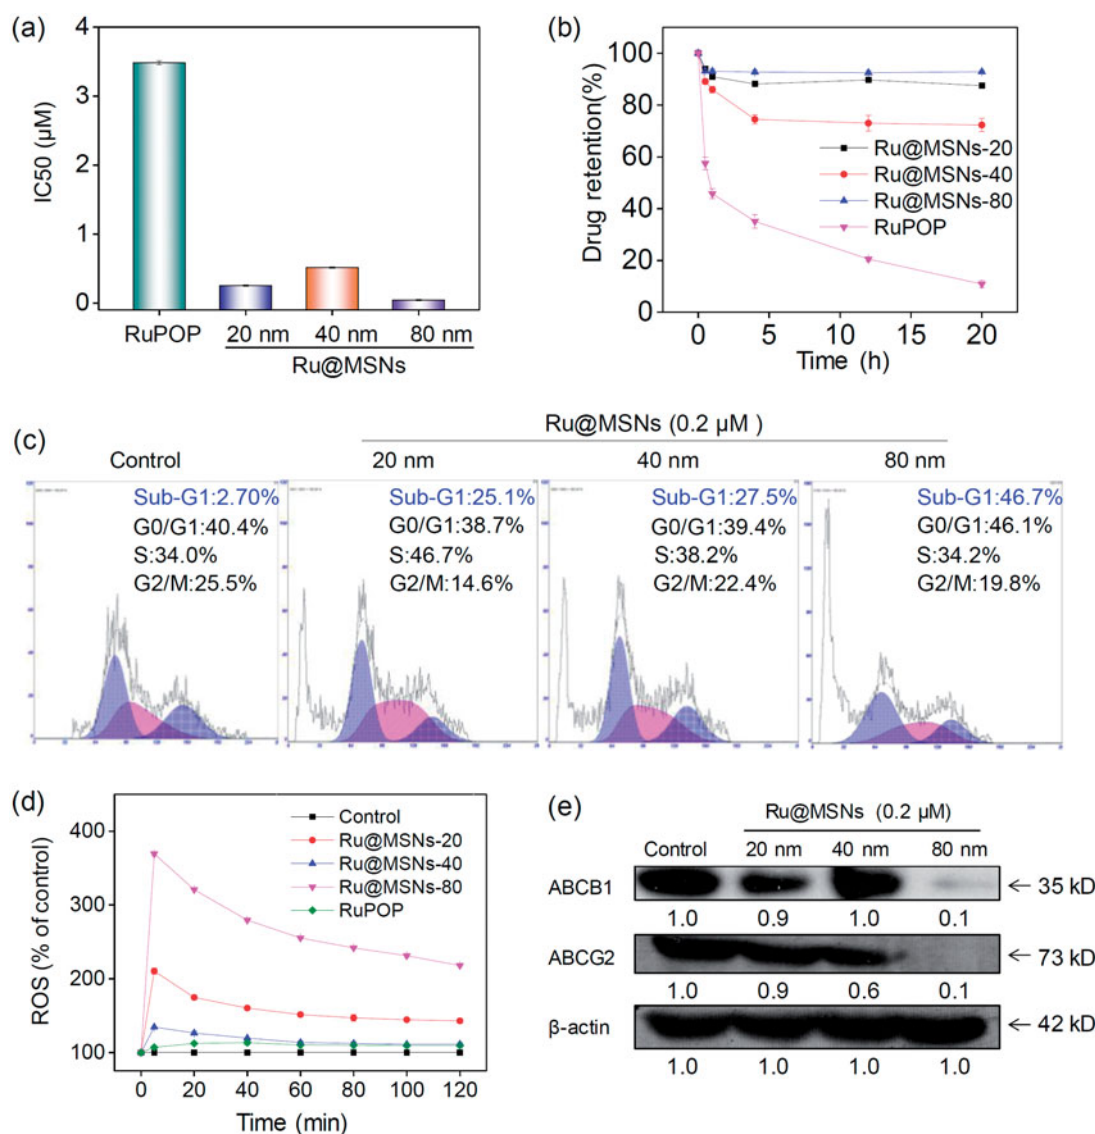 (a)
IC50 (µM)
4
3
2
1
0
RuPOP
20 nm
40 nm
80 nm
Ru@MSNs
(b)
Drug retention(%)
100
80
60
40
20
0
Ru@MSNs-20
Ru@MSNs-40
Ru@MSNs-80
RuPOP
0
5
10
15
20
Time (h)
(c)
Ru@MSNs (0.2 µM )
Control
20 nm
40 nm
80 nm
Sub-G1:2.70%
G0/G1:40.4%
S:34.0%
G2/M:25.5%
Sub-G1:25.1%
G0/G1:38.7%
S:46.7%
G2/M:14.6%
Sub-G1:27.5%
G0/G1:39.4%
S:38.2%
G2/M:22.4%
Sub-G1:46.7%
G0/G1:46.1%
S:34.2%
G2/M:19.8%
(d)
ROS (% of control)
400
300
200
100
Control
Ru@MSNs-20
Ru@MSNs-40
Ru@MSNs-80
RuPOP
0 20 40 60 80 100 120
Time (min)
(e)
Ru@MSNs (0.2 µM)
Control 20 nm 40 nm 80 nm
ABCB1 ← 35 kD
1.0 0.9 1.0 0.1
ABCG2 ← 73 kD
1.0 0.9 0.6 0.1
β-actin ← 42 kD
1.0 1.0 1.0 1.0